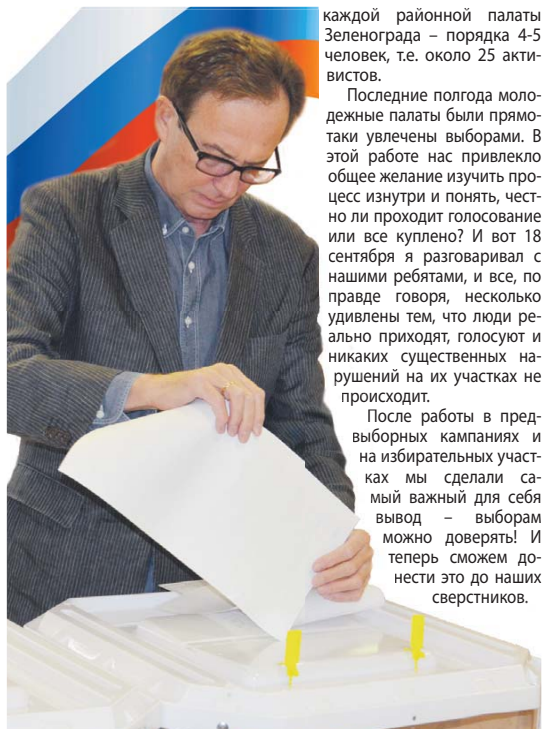 каждой районной палаты
Зеленограда – порядка 4-5
человек, т.е. около 25 акти-
вистов.
Последние полгода моло-
дежные палаты были прямо-
таки увлечены выборами. В
этой работе нас привлекло
общее желание изучить про-
цесс изнутри и понять, чест-
но ли проходит голосование
или все куплено? И вот 18
сентября я разговаривал с
нашими ребятами, и все, по
правде говоря, несколько
удивлены тем, что люди ре-
ально приходят, голосуют и
никаких существенных на-
рушений на их участках не
происходит.
После работы в пред-
выборных кампаниях и
на избирательных участ-
ках мы сделали са-
мый важный для себя
вывод – выборам
можно доверять! И
теперь сможем до-
нести это до наших
сверстников.